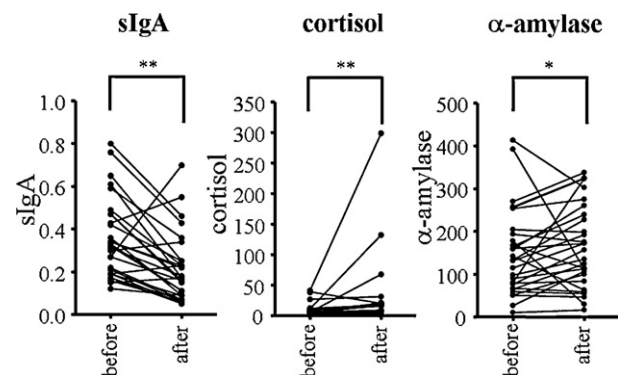 sIgA
**
1.0
0.8
0.6
0.4
0.2
0.0
sIgA
before
after
cortisol
**
350
300
250
200
150
100
50
0
cortisol
before
after
α-amylase
*
500
400
300
200
100
0
α-amylase
before
after